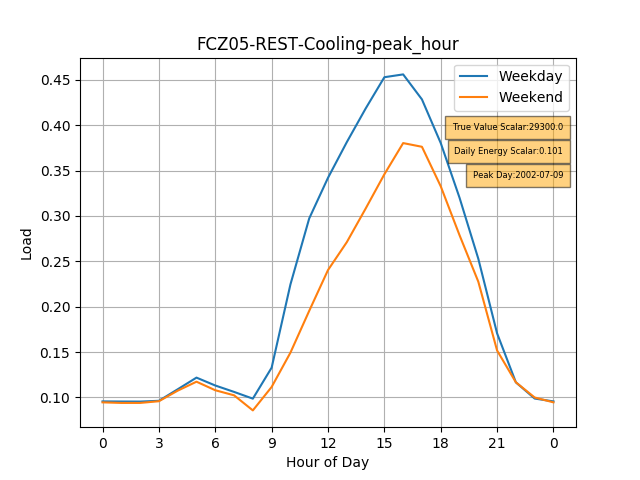 FCZ05-REST-Cooling-peak_hour
Weekday
Weekend
True Value Scalar:29300.0
Daily Energy Scalar:0.101
Peak Day:2002-07-09
Load
0.45
0.40
0.35
0.30
0.25
0.20
0.15
0.10
0 3 6 9 12 15 18 21 0
Hour of Day